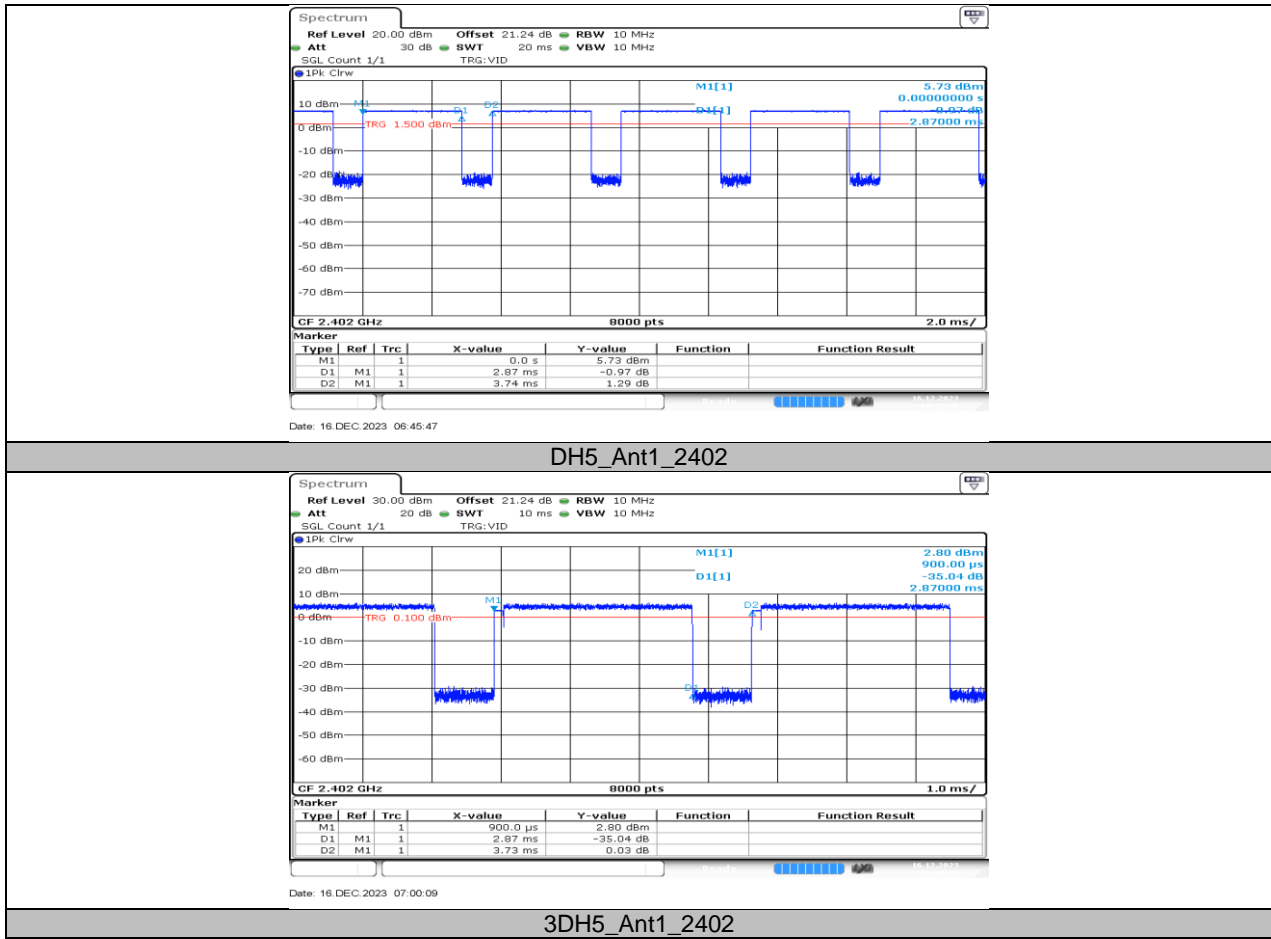 Spectrum
Ref Level 20.00 dBm Offset 21.24 dB RBW 10 MHz
Att 30 dB SWT 20 ms VBW 10 MHz
SGL Count 1/1 TRG:VID
1Pk Clrw
M1[1] 5.73 dBm
0.00000000 s
D1[1] -0.97 dB
2.87000 ms
10 dBm
M1
D1
D2
0 dBm
TRG 1.500 dBm
-10 dBm
-20 dBm
-30 dBm
-40 dBm
-50 dBm
-60 dBm
-70 dBm
CF 2.402 GHz 8000 pts 2.0 ms/
Marker
Type Ref Trc X-value Y-value Function Function Result
M1 1 0.0 s 5.73 dBm
D1 M1 1 2.87 ms -0.97 dB
D2 M1 1 3.74 ms 1.29 dB
16.12.2023
Date: 16.DEC.2023 06:45:47
DH5_Ant1_2402
Spectrum
Ref Level 30.00 dBm Offset 21.24 dB RBW 10 MHz
Att 20 dB SWT 10 ms VBW 10 MHz
SGL Count 1/1 TRG:VID
1Pk Clrw
M1[1] 2.80 dBm
900.00 µs
D1[1] -35.04 dB
2.87000 ms
20 dBm
10 dBm
M1
D2
0 dBm
TRG 0.100 dBm
-10 dBm
-20 dBm
-30 dBm
D1
-40 dBm
-50 dBm
-60 dBm
CF 2.402 GHz 8000 pts 1.0 ms/
Marker
Type Ref Trc X-value Y-value Function Function Result
M1 1 900.0 µs 2.80 dBm
D1 M1 1 2.87 ms -35.04 dB
D2 M1 1 3.73 ms 0.03 dB
16.12.2023
Date: 16.DEC.2023 07:00:09
3DH5_Ant1_2402